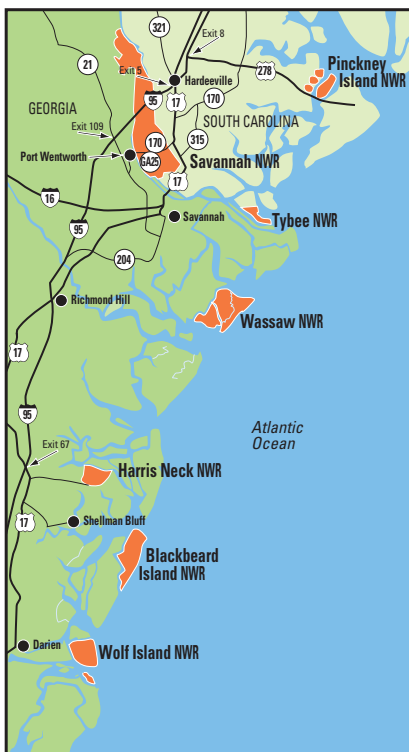 321
Exit 8
21
Exit 5
Hardeeville
278
Pinckney
Island NWR
95
17
170
GEORGIA
SOUTH CAROLINA
Exit 109
315
170
Port Wentworth
GA25
Savannah NWR
17
16
Savannah
Tybee NWR
95
204
Richmond Hill
Wassaw NWR
17
95
Atlantic
Ocean
Exit 67
Harris Neck NWR
17
Shellman Bluff
Blackbeard
Island NWR
Darien
Wolf Island NWR